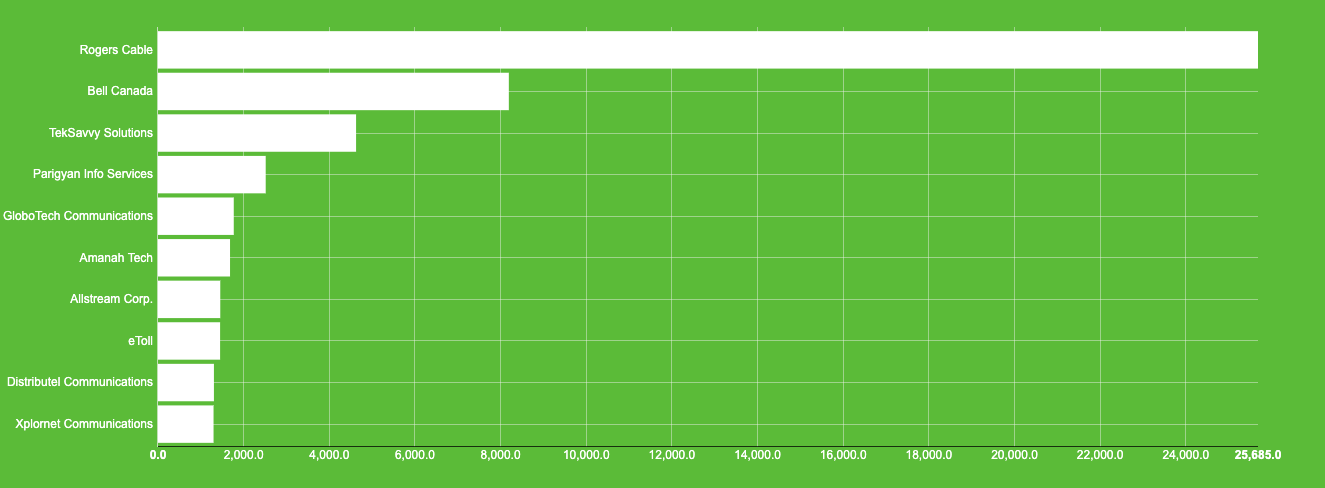 Rogers Cable
Bell Canada
TekSavvy Solutions
Parigyan Info Services
GloboTech Communications
Amanah Tech
Allstream Corp.
eToll
Distributel Communications
Xplornet Communications
0.0 2,000.0 4,000.0 6,000.0 8,000.0 10,000.0 12,000.0 14,000.0 16,000.0 18,000.0 20,000.0 22,000.0 24,000.0 25,685.0